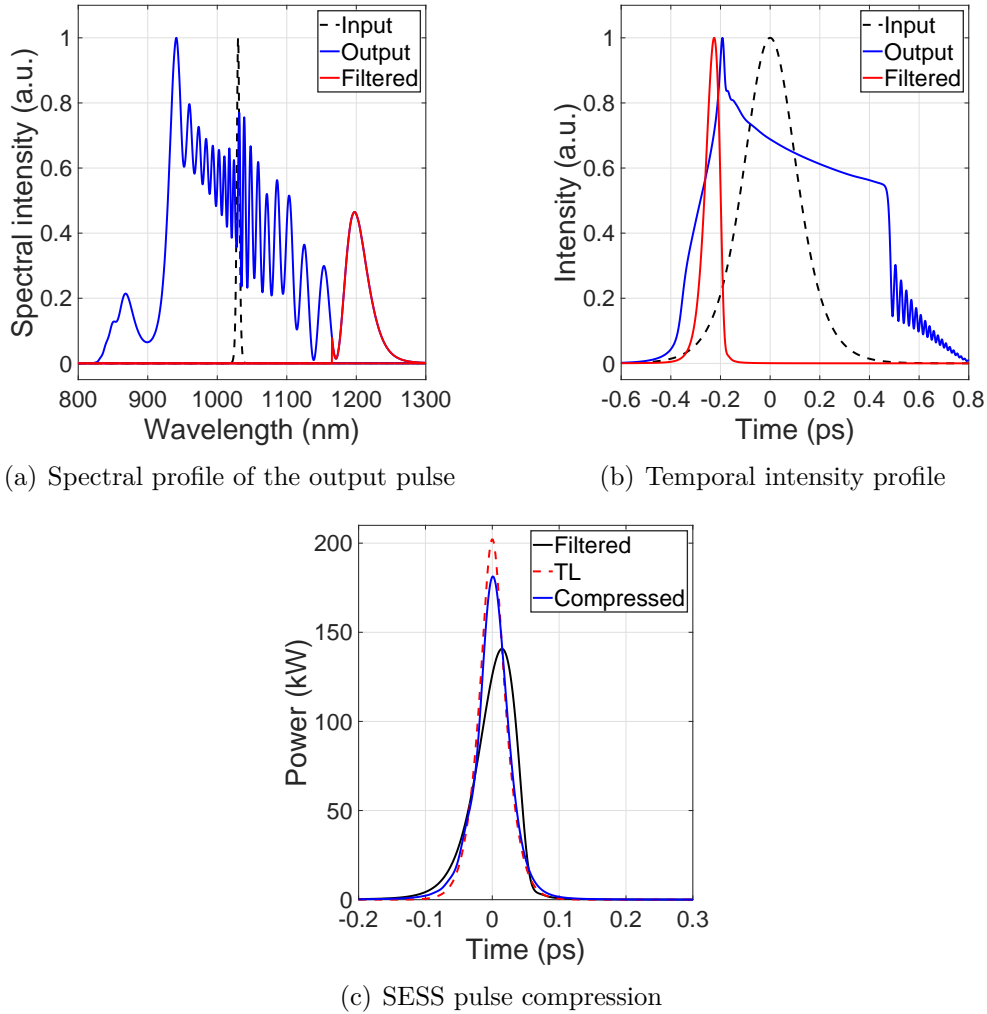 Spectral intensity (a.u.)
1
0.8
0.6
0.4
0.2
0
800 900 1000 1100 1200 1300
Wavelength (nm)
Input
Output
Filtered
(a) Spectral profile of the output pulse
Intensity (a.u.)
1
0.8
0.6
0.4
0.2
0
-0.6 -0.4 -0.2 0 0.2 0.4 0.6 0.8
Time (ps)
Input
Output
Filtered
(b) Temporal intensity profile
Power (kW)
200
150
100
50
0
-0.2 -0.1 0 0.1 0.2 0.3
Time (ps)
Filtered
TL
Compressed
(c) SESS pulse compression